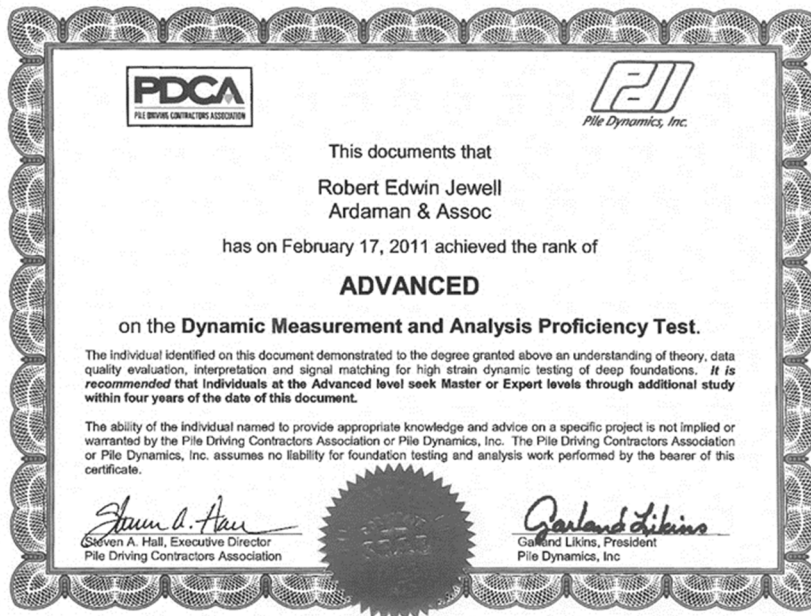 PDCA
PILE DRIVING CONTRACTORS ASSOCIATION
Pile Dynamics, Inc.
This documents that
Robert Edwin Jewell
Ardaman & Assoc
has on February 17, 2011 achieved the rank of
ADVANCED
on the Dynamic Measurement and Analysis Proficiency Test.
The individual identified on this document demonstrated to the degree granted above an understanding of theory, data
quality evaluation, interpretation and signal matching for high strain dynamic testing of deep foundations. It is
recommended that Individuals at the Advanced level seek Master or Expert levels through additional study
within four years of the date of this document.
The ability of the individual named to provide appropriate knowledge and advice on a specific project is not implied or
warranted by the Pile Driving Contractors Association or Pile Dynamics, Inc. The Pile Driving Contractors Association
or Pile Dynamics, Inc. assumes no liability for foundation testing and analysis work performed by the bearer of this
certificate.
Steven A. Hall
Garland Likins
Steven A. Hall, Executive Director
Pile Driving Contractors Association
Garland Likins, President
Pile Dynamics, Inc